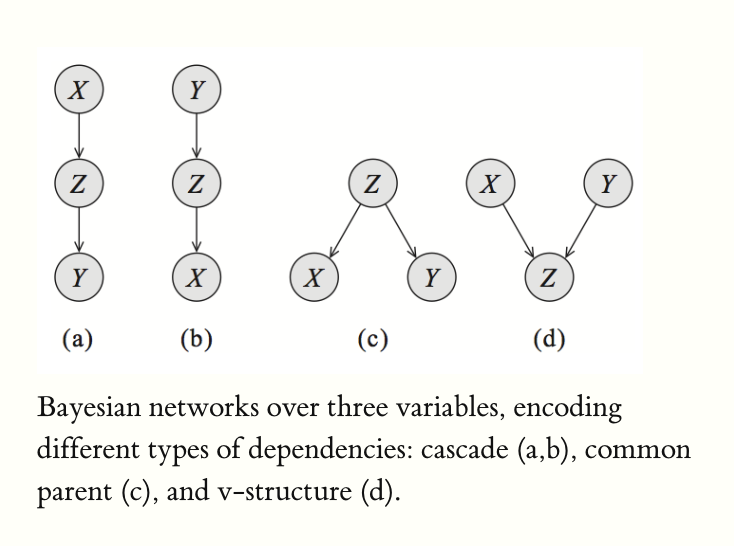 X Y
Z Z Z X Y
Y X X Y Z
(a) (b) (c) (d)
Bayesian networks over three variables, encoding
different types of dependencies: cascade (a,b), common
parent (c), and v-structure (d).